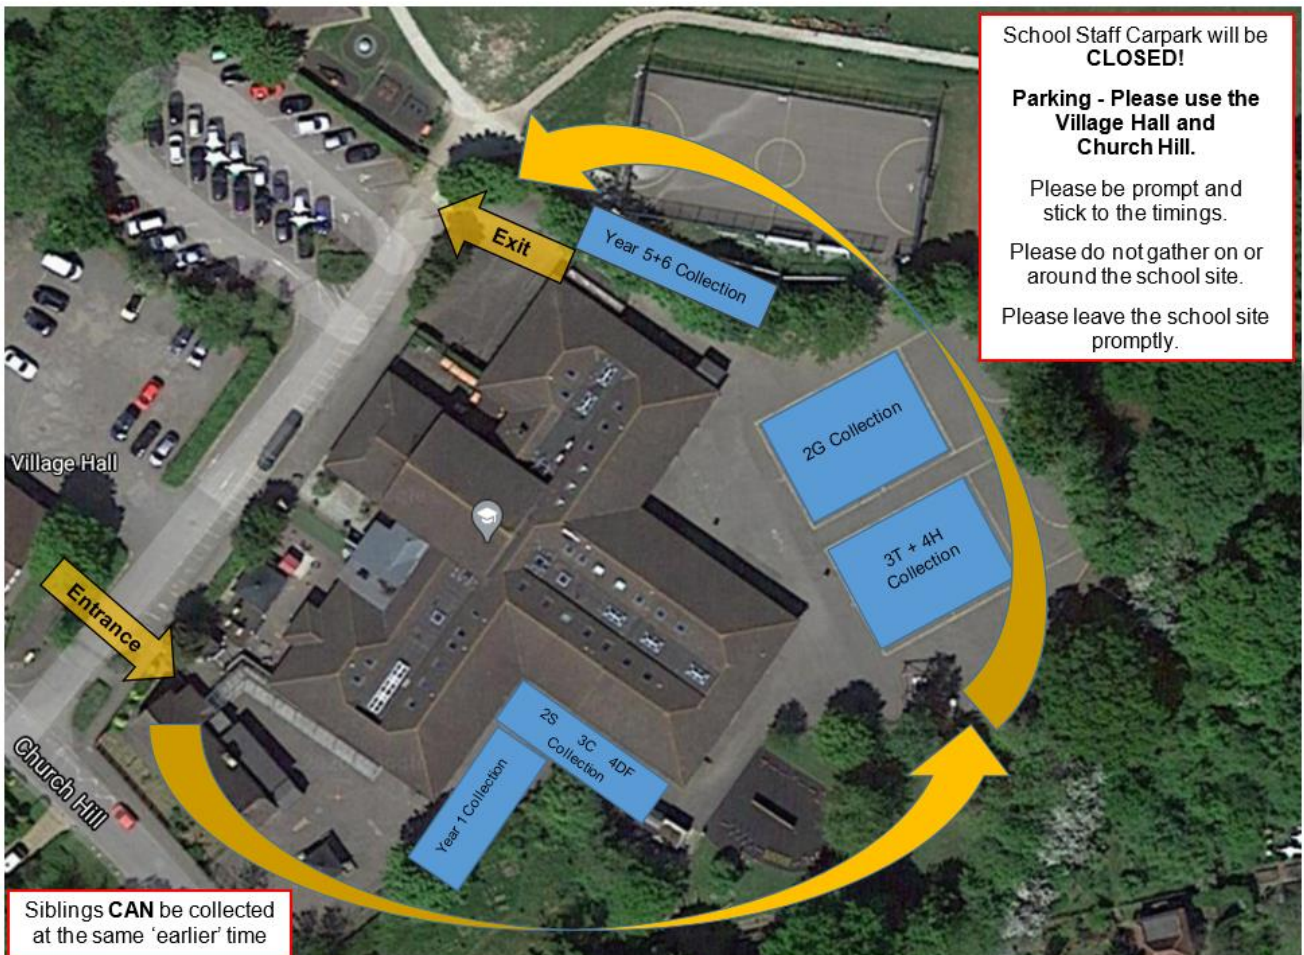 School Staff Carpark will be
CLOSED!
Parking - Please use the
Village Hall and
Church Hill.
Please be prompt and
stick to the timings.
Please do not gather on or
around the school site.
Please leave the school site
promptly.
Exit
Year 5+6 Collection
2G Collection
3T + 4H
Collection
Village Hall
Entrance
2S 3C 4DF
Collection
Year 1 Collection
Church Hill
Siblings CAN be collected
at the same ‘earlier’ time